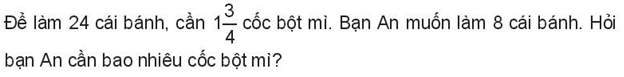 Để làm 24 cái bánh, cần 1 3/4 cốc bột mì. Bạn An muốn làm 8 cái bánh. Hỏi
bạn An cần bao nhiêu cốc bột mì?